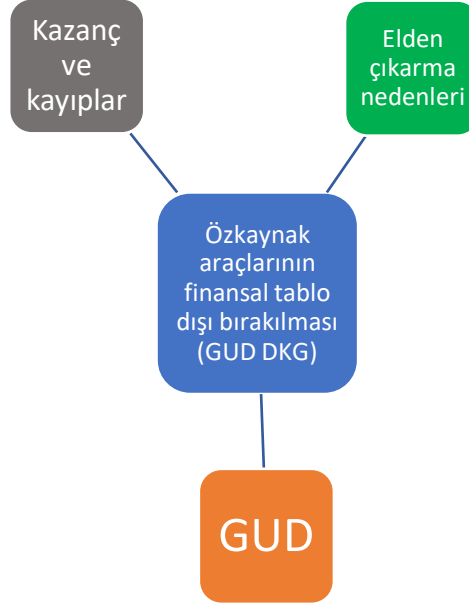 Kazanç
ve
kayıplar
Elden
çıkarma
nedenleri
Özkaynak
araçlarının
finansal tablo
dışı bırakılması
(GUD DKG)
GUD